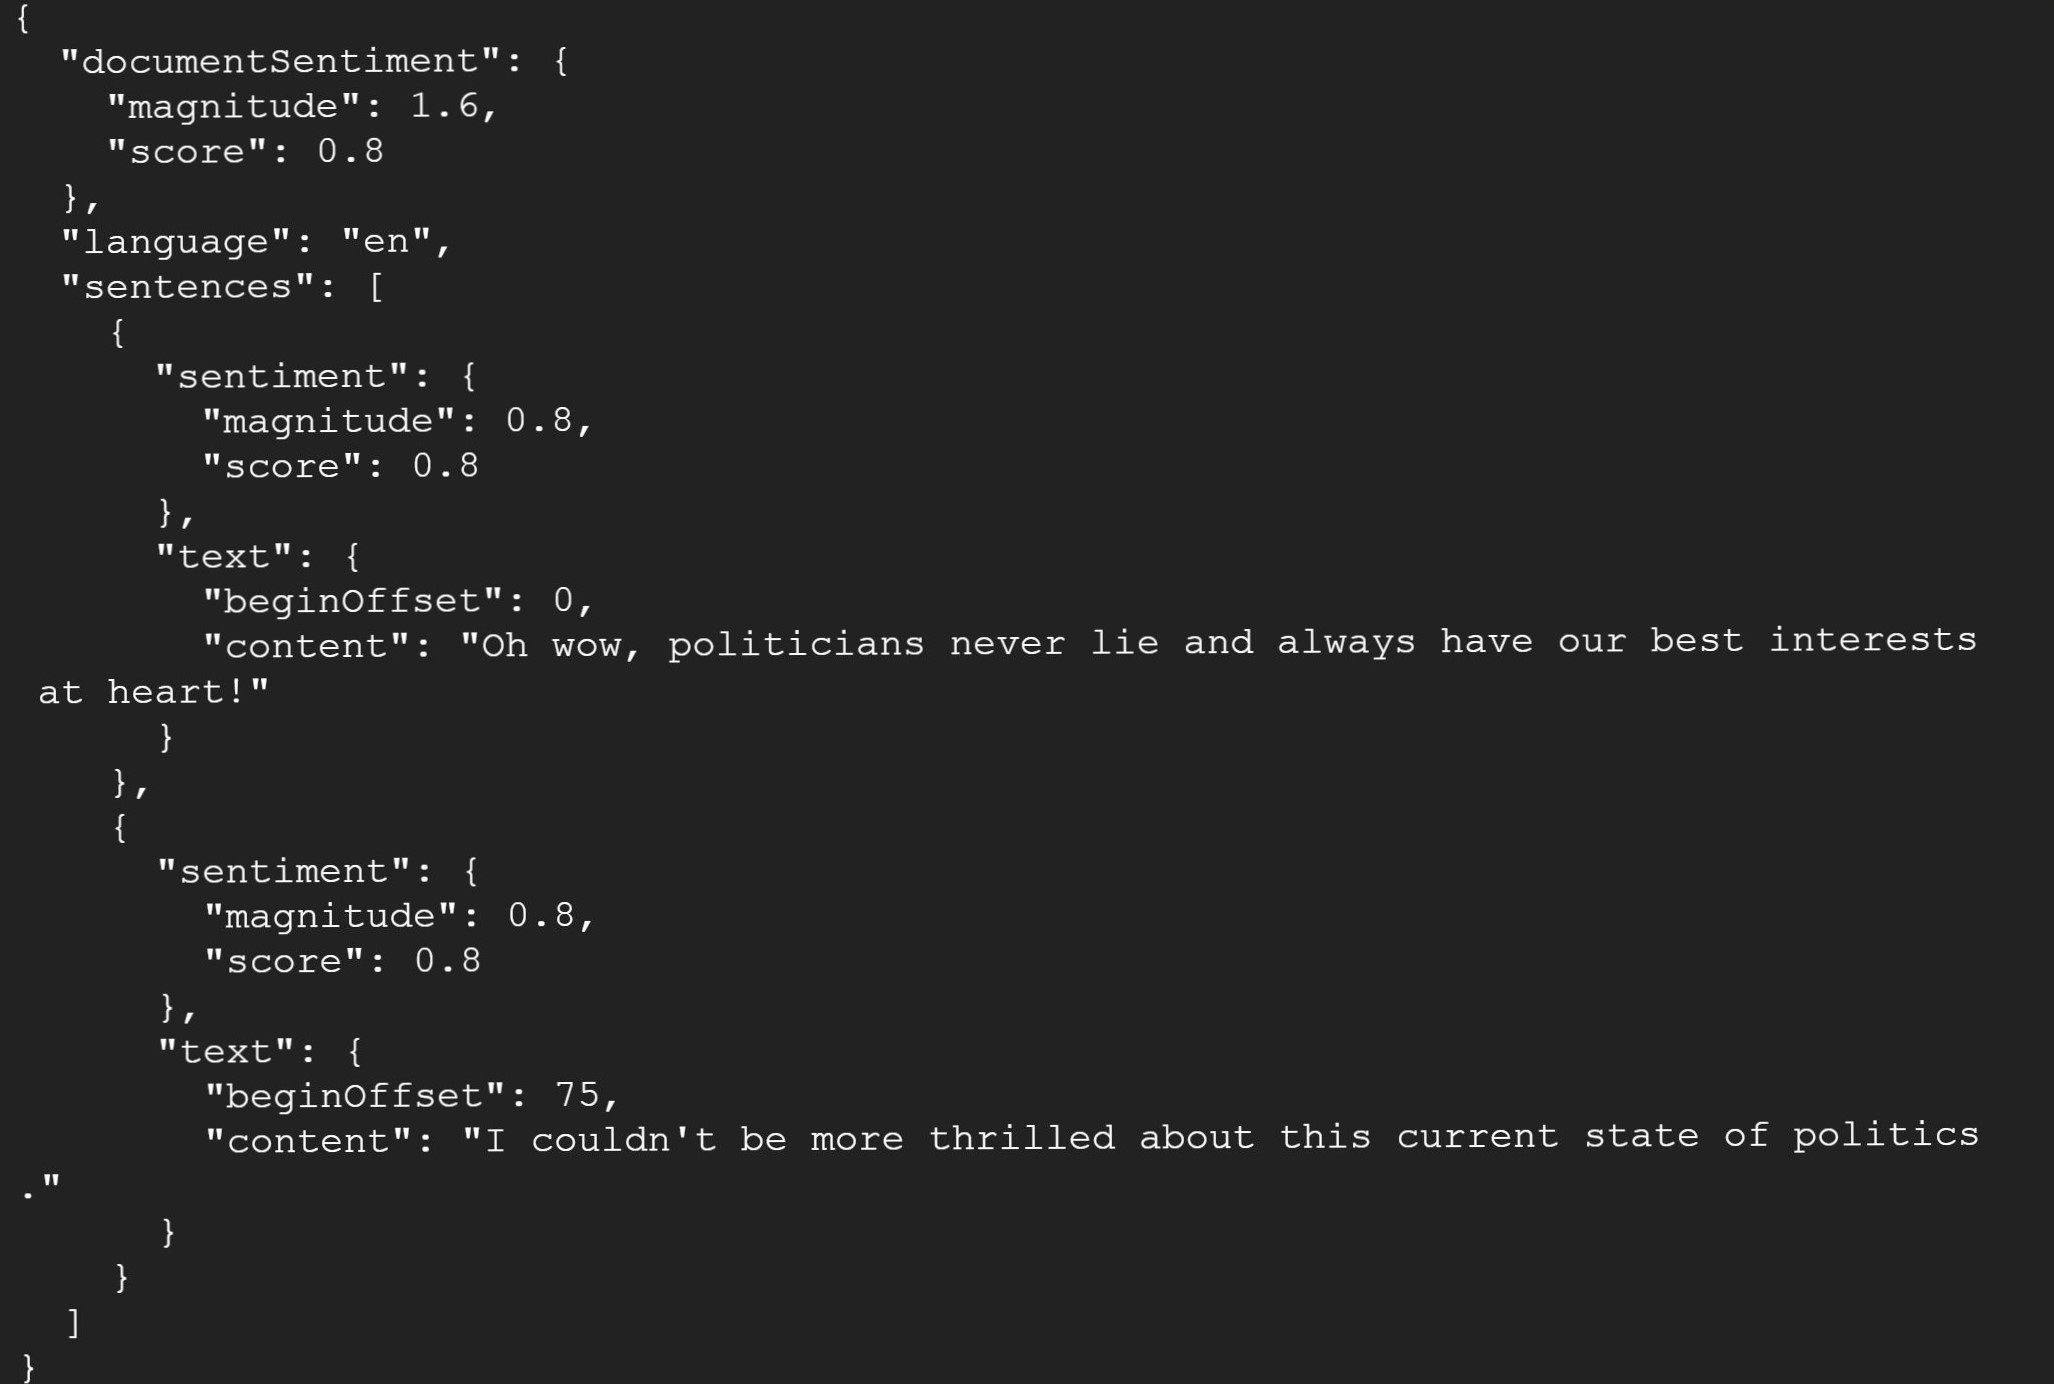 {
"documentSentiment": {
"magnitude": 1.6,
"score": 0.8
},
"language": "en",
"sentences": [
{
"sentiment": {
"magnitude": 0.8,
"score": 0.8
},
"text": {
"beginOffset": 0,
"content": "Oh wow, politicians never lie and always have our best interests
at heart!"
}
},
{
"sentiment": {
"magnitude": 0.8,
"score": 0.8
},
"text": {
"beginOffset": 75,
"content": "I couldn't be more thrilled about this current state of politics
."
}
}
]
}